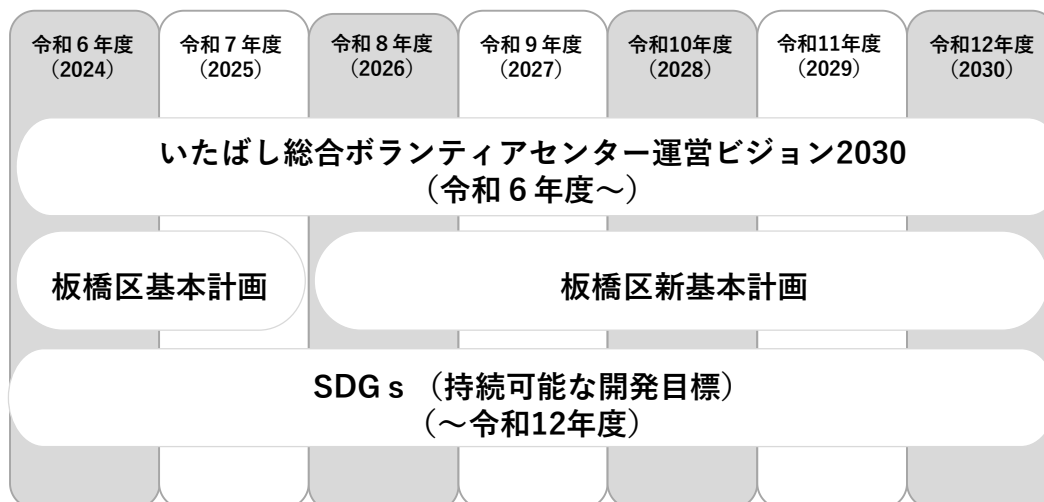 令和６年度
（2024）
令和７年度
（2025）
令和８年度
（2026）
令和９年度
（2027）
令和10年度
（2028）
令和11年度
（2029）
令和12年度
（2030）
いたばし総合ボランティアセンター運営ビジョン2030
（令和６年度～）
板橋区基本計画
板橋区新基本計画
SDGｓ（持続可能な開発目標）
（～令和12年度）